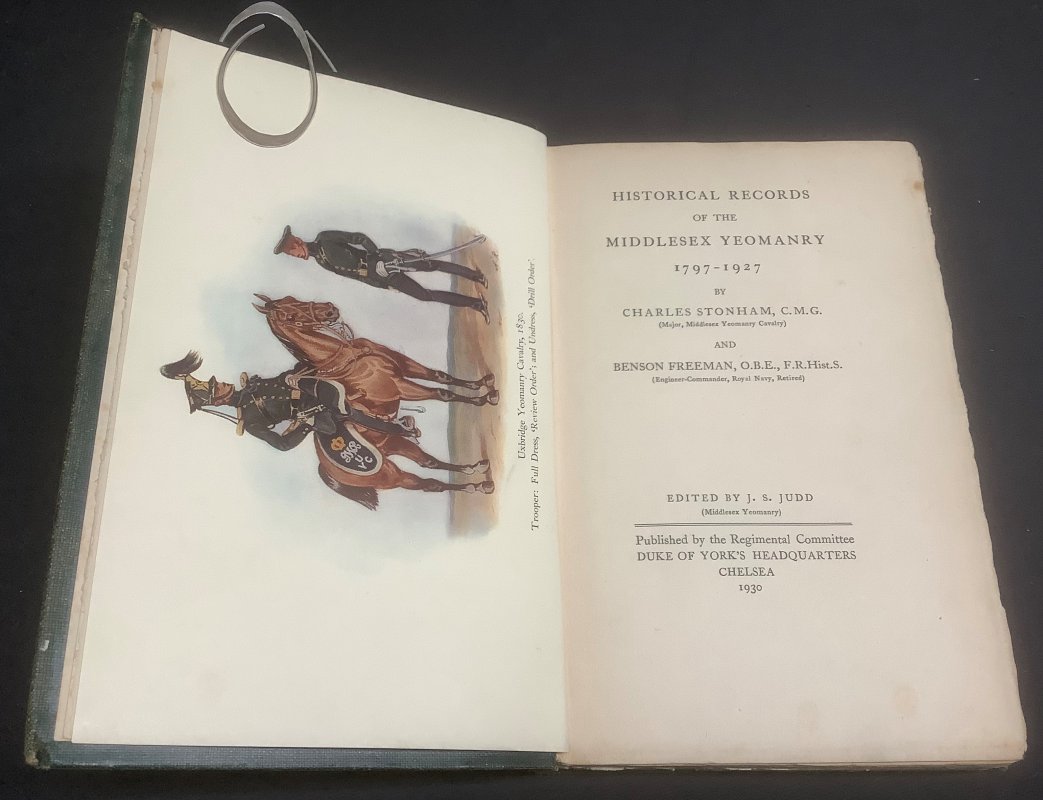 Uxbridge Yeomanry Cavalry, 1830.
Trooper: Full Dress, 'Review Order'; and Undress, 'Drill Order'.
U
Y C
HISTORICAL RECORDS
OF THE
MIDDLESEX YEOMANRY
1797-1927
BY
CHARLES STONHAM, C.M.G.
(Major, Middlesex Yeomanry Cavalry)
AND
BENSON FREEMAN, O.B.E., F.R.Hist.S.
(Engineer-Commander, Royal Navy, Retired)
EDITED BY J. S. JUDD
(Middlesex Yeomanry)
Published by the Regimental Committee
DUKE OF YORK'S HEADQUARTERS
CHELSEA
1930